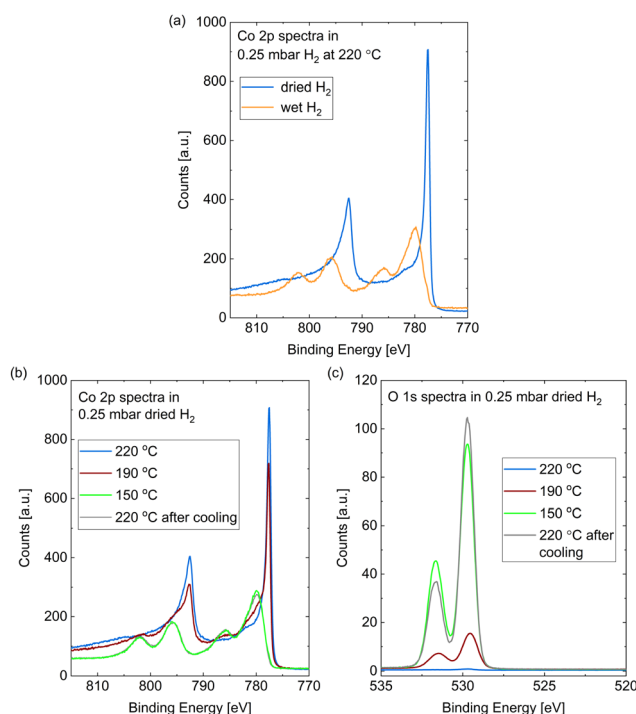 (a)
Co 2p spectra in
0.25 mbar H2 at 220 °C
dried H2
wet H2
1000
800
600
400
200
0
Counts [a.u.]
810 800 790 780 770
Binding Energy [eV]
(b)
Co 2p spectra in
0.25 mbar dried H2
220 °C
190 °C
150 °C
220 °C after cooling
1000
800
600
400
200
0
Counts [a.u.]
810 800 790 780 770
Binding Energy [eV]
(c)
O 1s spectra in 0.25 mbar dried H2
220 °C
190 °C
150 °C
220 °C after
cooling
120
100
80
60
40
20
0
Counts [a.u.]
535 530 525 520
Binding Energy [eV]